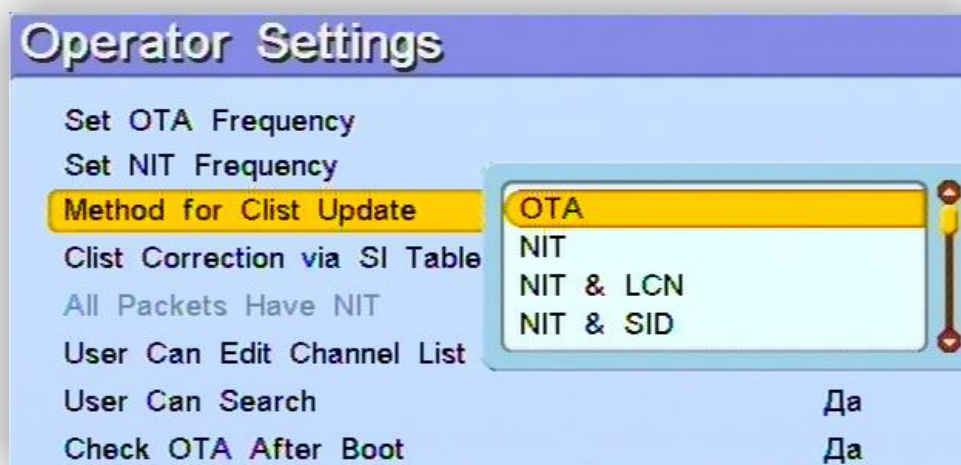 Operator Settings
Set OTA Frequency
Set NIT Frequency
Method for Clist Update
Clist Correction via SI Table
All Packets Have NIT
User Can Edit Channel List
User Can Search Да
Check OTA After Boot Да
OTA
NIT
NIT & LCN
NIT & SID